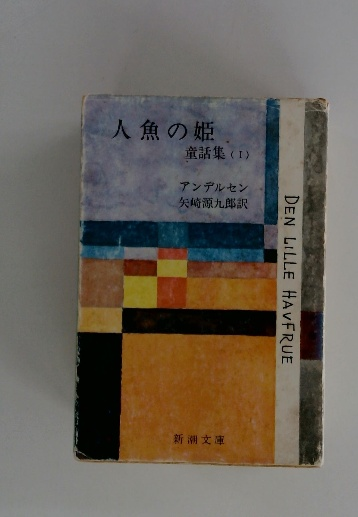 人魚の姫
童話集(I)
アンデルセン
矢崎源九郎訳
DEN LiLLE HAVFRUE
新潮文庫